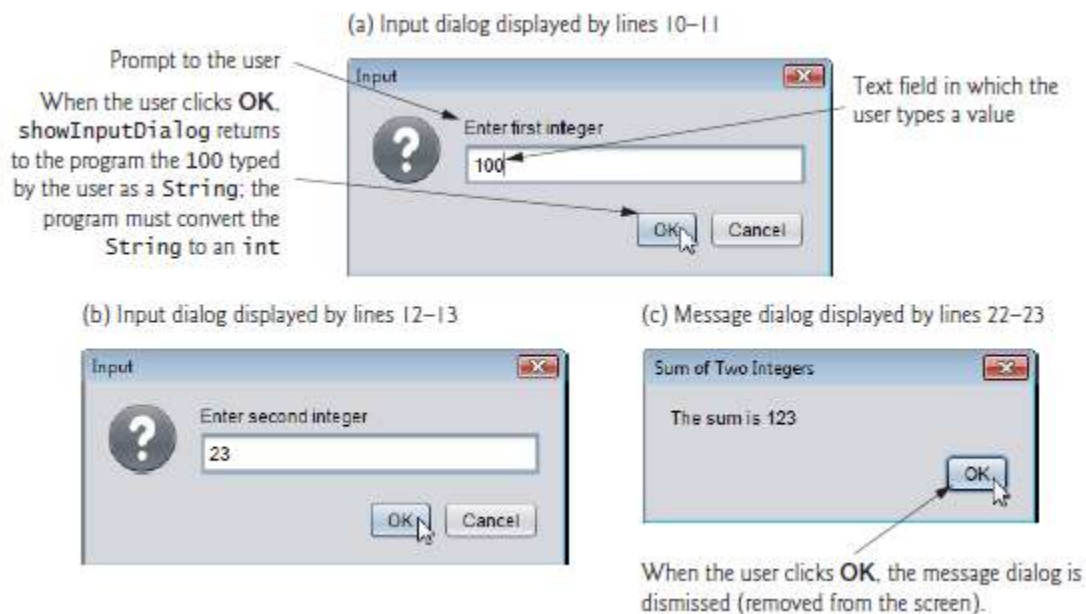 (a) Input dialog displayed by lines 10–11
Prompt to the user
When the user clicks OK,
showInputDialog returns
to the program the 100 typed
by the user as a String; the
program must convert the
String to an int
Input
Enter first integer
100
OK
Cancel
Text field in which the
user types a value
(b) Input dialog displayed by lines 12–13
Input
Enter second integer
23
OK
Cancel
(c) Message dialog displayed by lines 22–23
Sum of Two Integers
The sum is 123
OK
When the user clicks OK, the message dialog is
dismissed (removed from the screen).